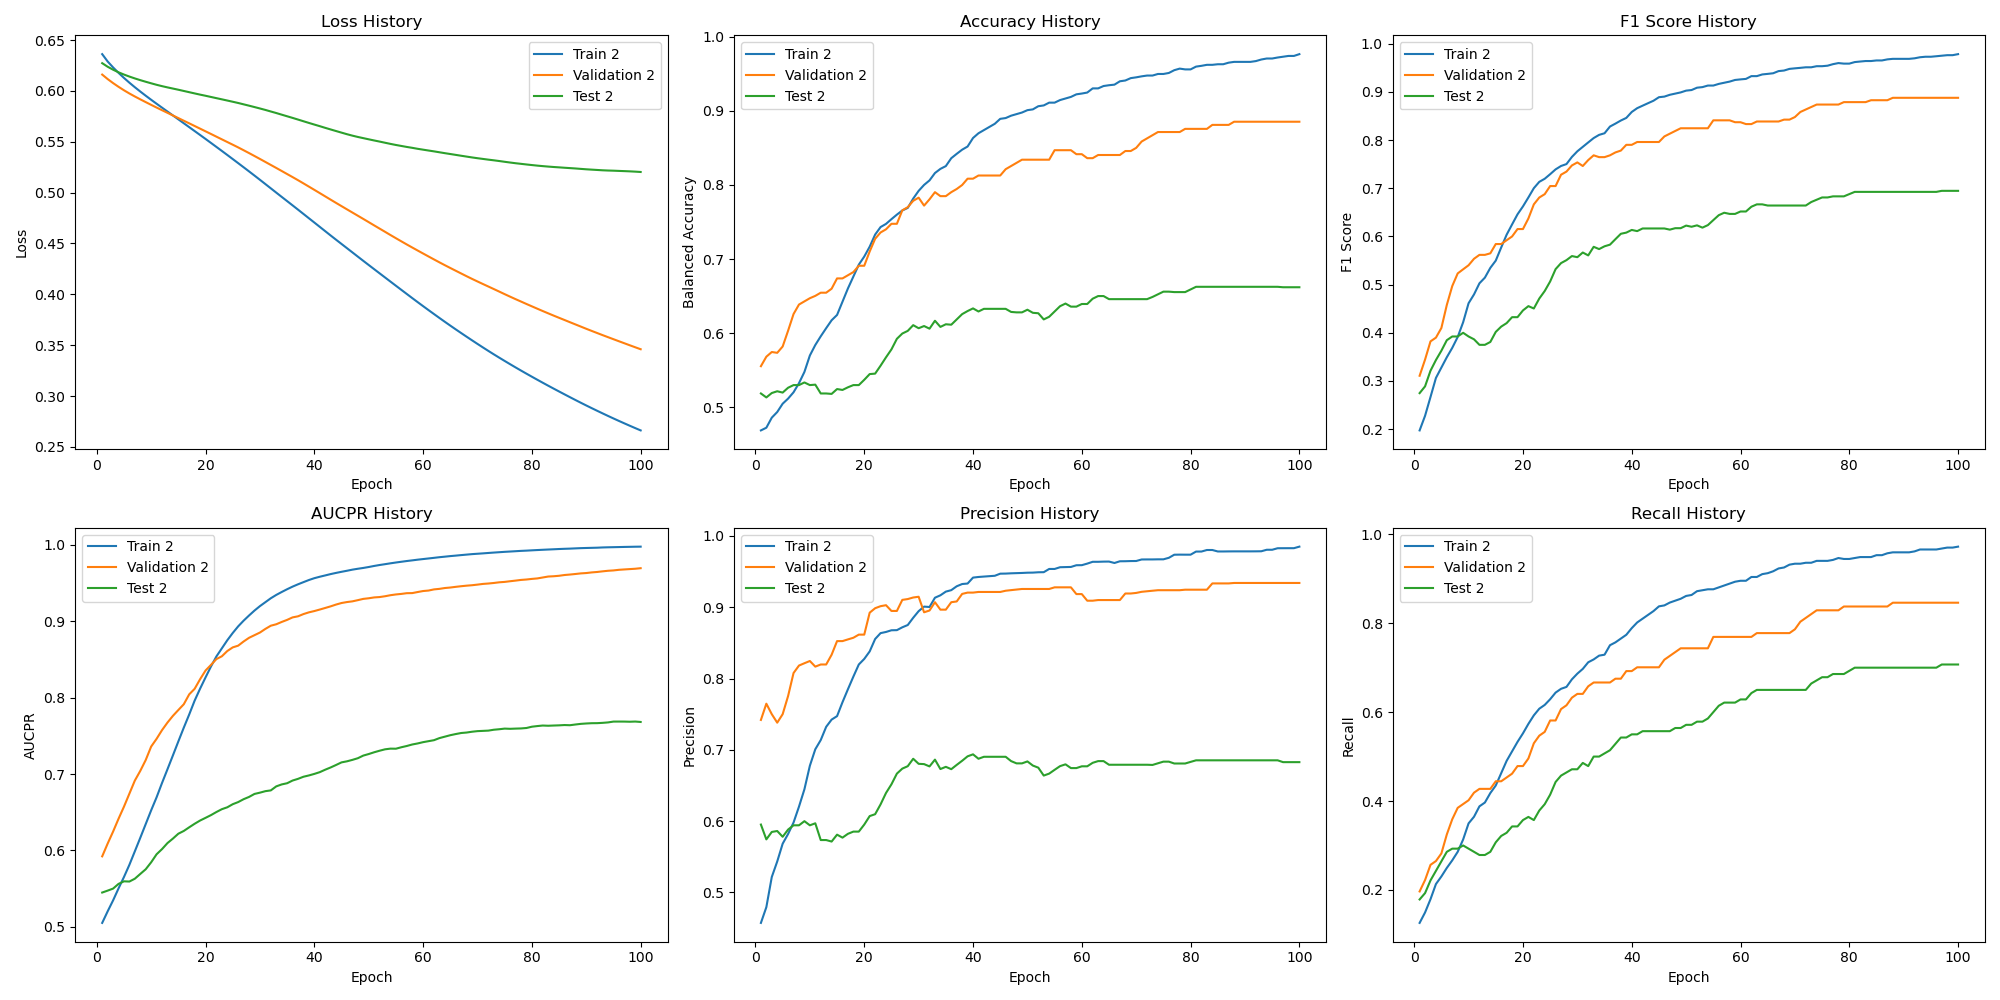 Loss History
Train 2
Validation 2
Test 2
0.65
0.60
0.55
0.50
0.45
0.40
0.35
0.30
0.25
Loss
0 20 40 60 80 100
Epoch
Accuracy History
Train 2
Validation 2
Test 2
1.0
0.9
0.8
0.7
0.6
0.5
Balanced Accuracy
0 20 40 60 80 100
Epoch
F1 Score History
Train 2
Validation 2
Test 2
1.0
0.9
0.8
0.7
0.6
0.5
0.4
0.3
0.2
F1 Score
0 20 40 60 80 100
Epoch
AUCPR History
Train 2
Validation 2
Test 2
1.0
0.9
0.8
0.7
0.6
0.5
AUCPR
0 20 40 60 80 100
Epoch
Precision History
Train 2
Validation 2
Test 2
1.0
0.9
0.8
0.7
0.6
0.5
Precision
0 20 40 60 80 100
Epoch
Recall History
Train 2
Validation 2
Test 2
1.0
0.8
0.6
0.4
0.2
Recall
0 20 40 60 80 100
Epoch